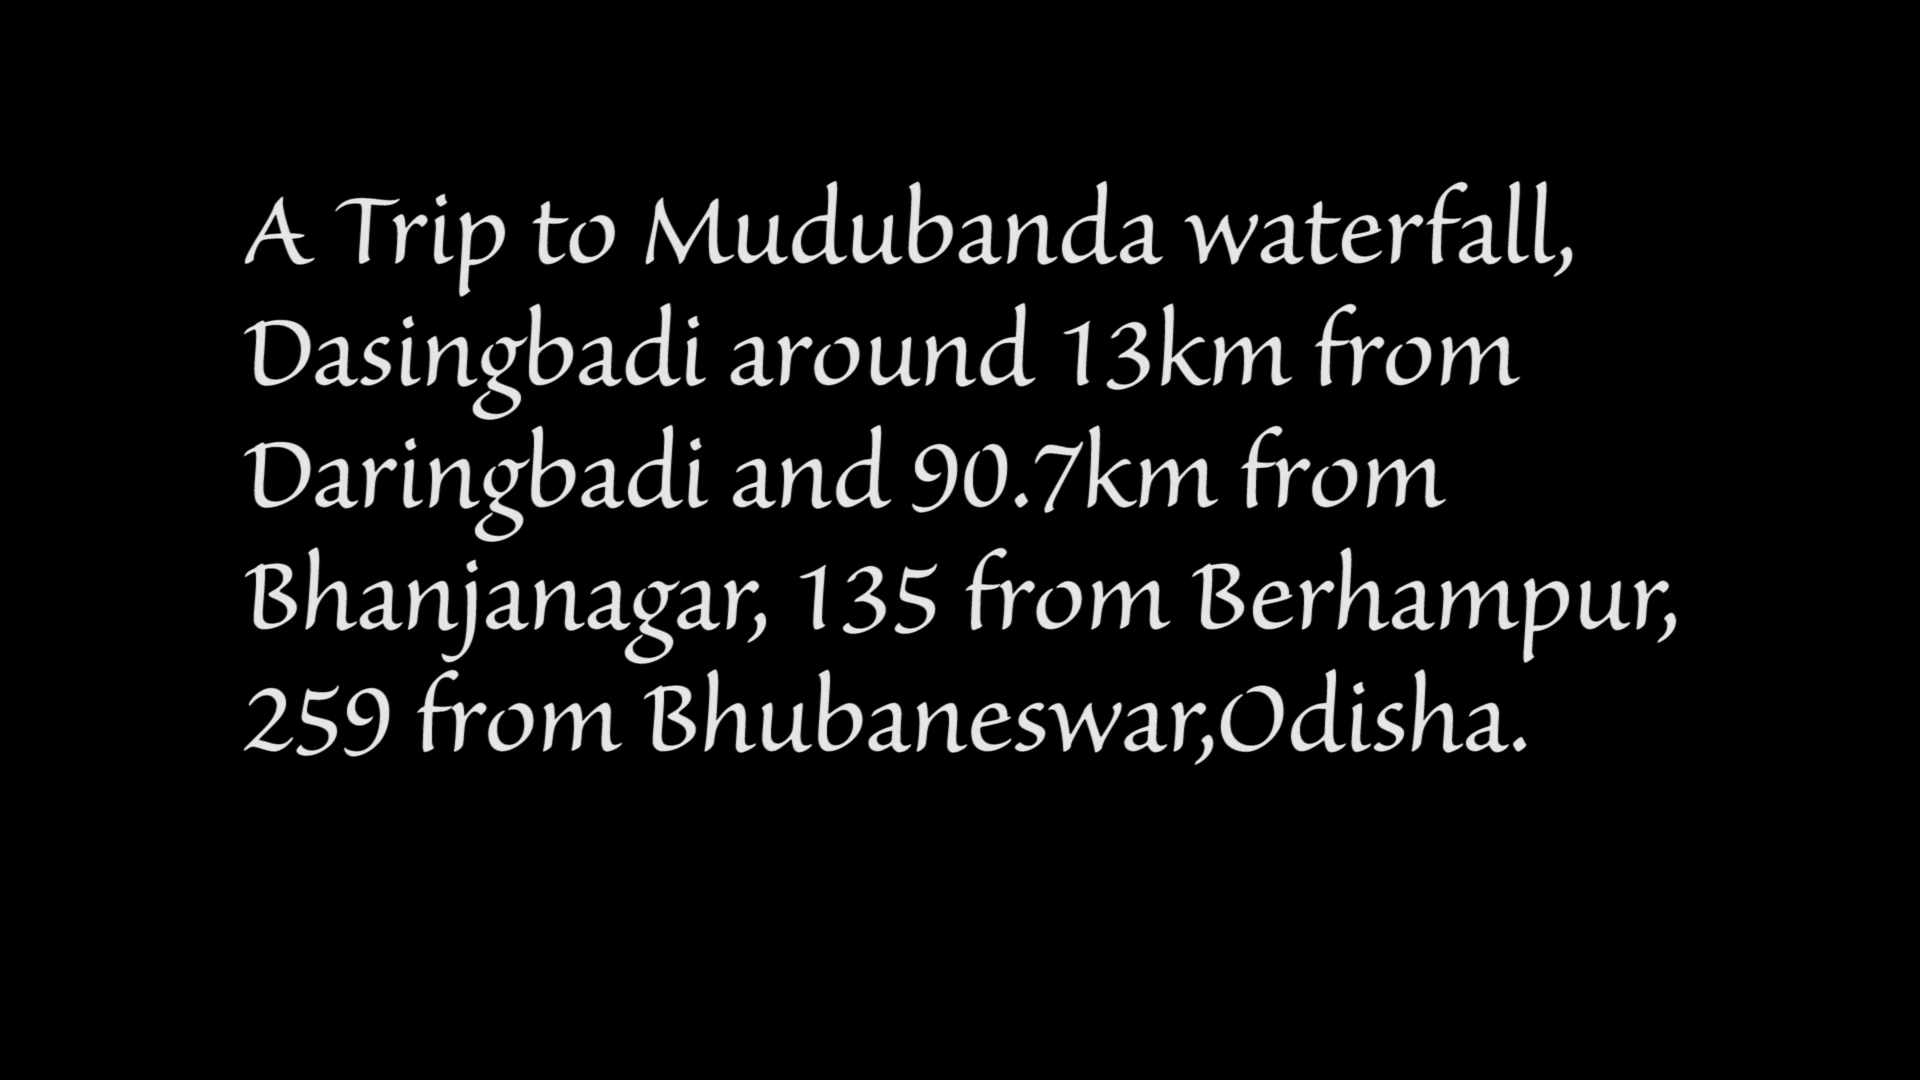 A Trip to Mudubanda waterfall,
Dasingbadi around 13km from
Daringbadi and 90.7km from
Bhanjanagar, 135 from Berhampur,
259 from Bhubaneswar,Odisha.